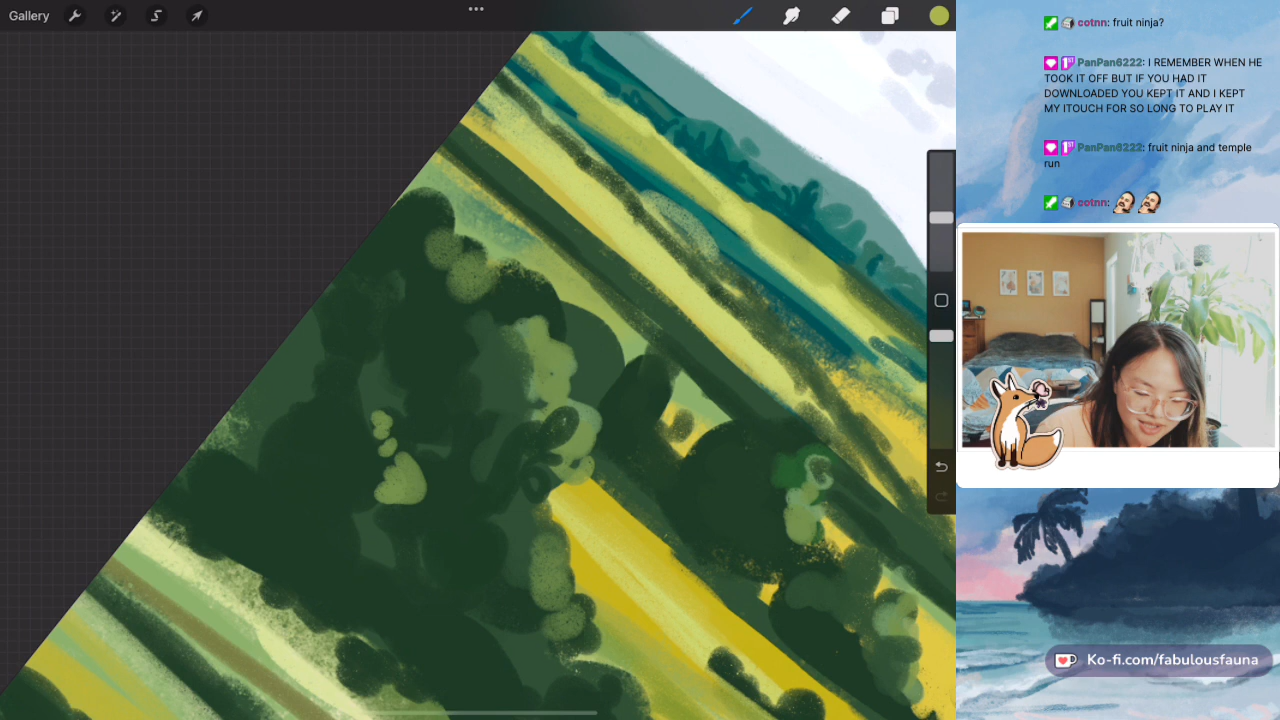 Gallery
cotnn: fruit ninja?
PanPan6222: I REMEMBER WHEN HE
TOOK IT OFF BUT IF YOU HAD IT
DOWNLOADED YOU KEPT IT AND I KEPT
MY ITOUCH FOR SO LONG TO PLAY IT
PanPan6222: fruit ninja and temple
run
cotnn:
Ko-fi.com/fabulousfauna